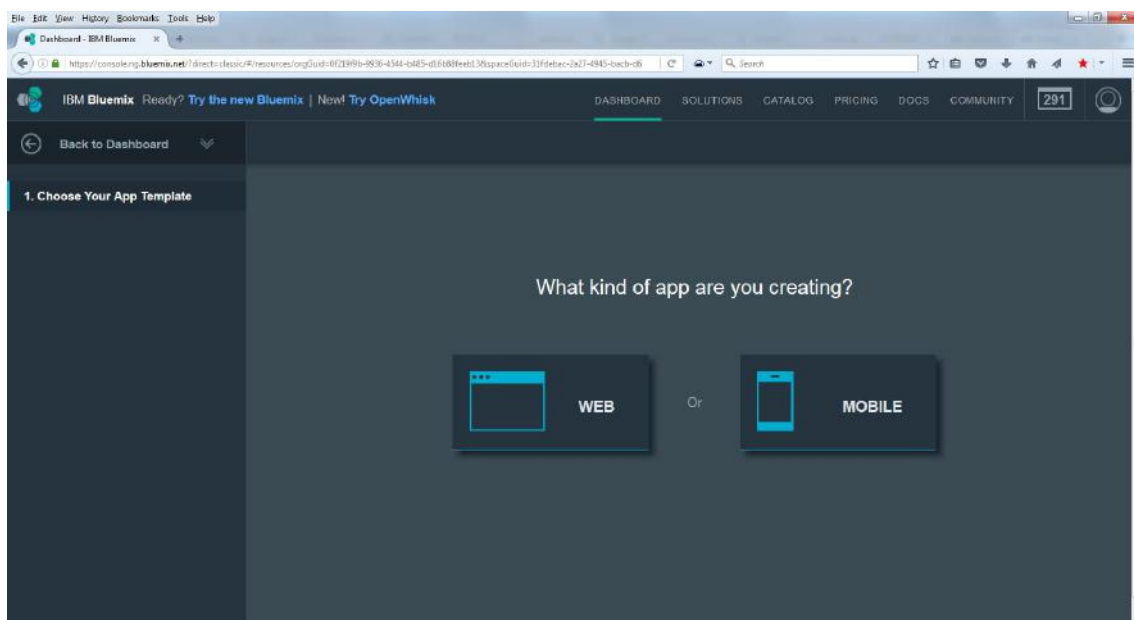 File Edit View History Bookmarks Tools Help
Dashboard - IBM Bluemix
Search
IBM Bluemix Ready? Try the new Bluemix | New! Try OpenWhisk
DASHBOARD SOLUTIONS CATALOG PRICING DOCS COMMUNITY 291
Back to Dashboard
1. Choose Your App Template
What kind of app are you creating?
WEB Or MOBILE